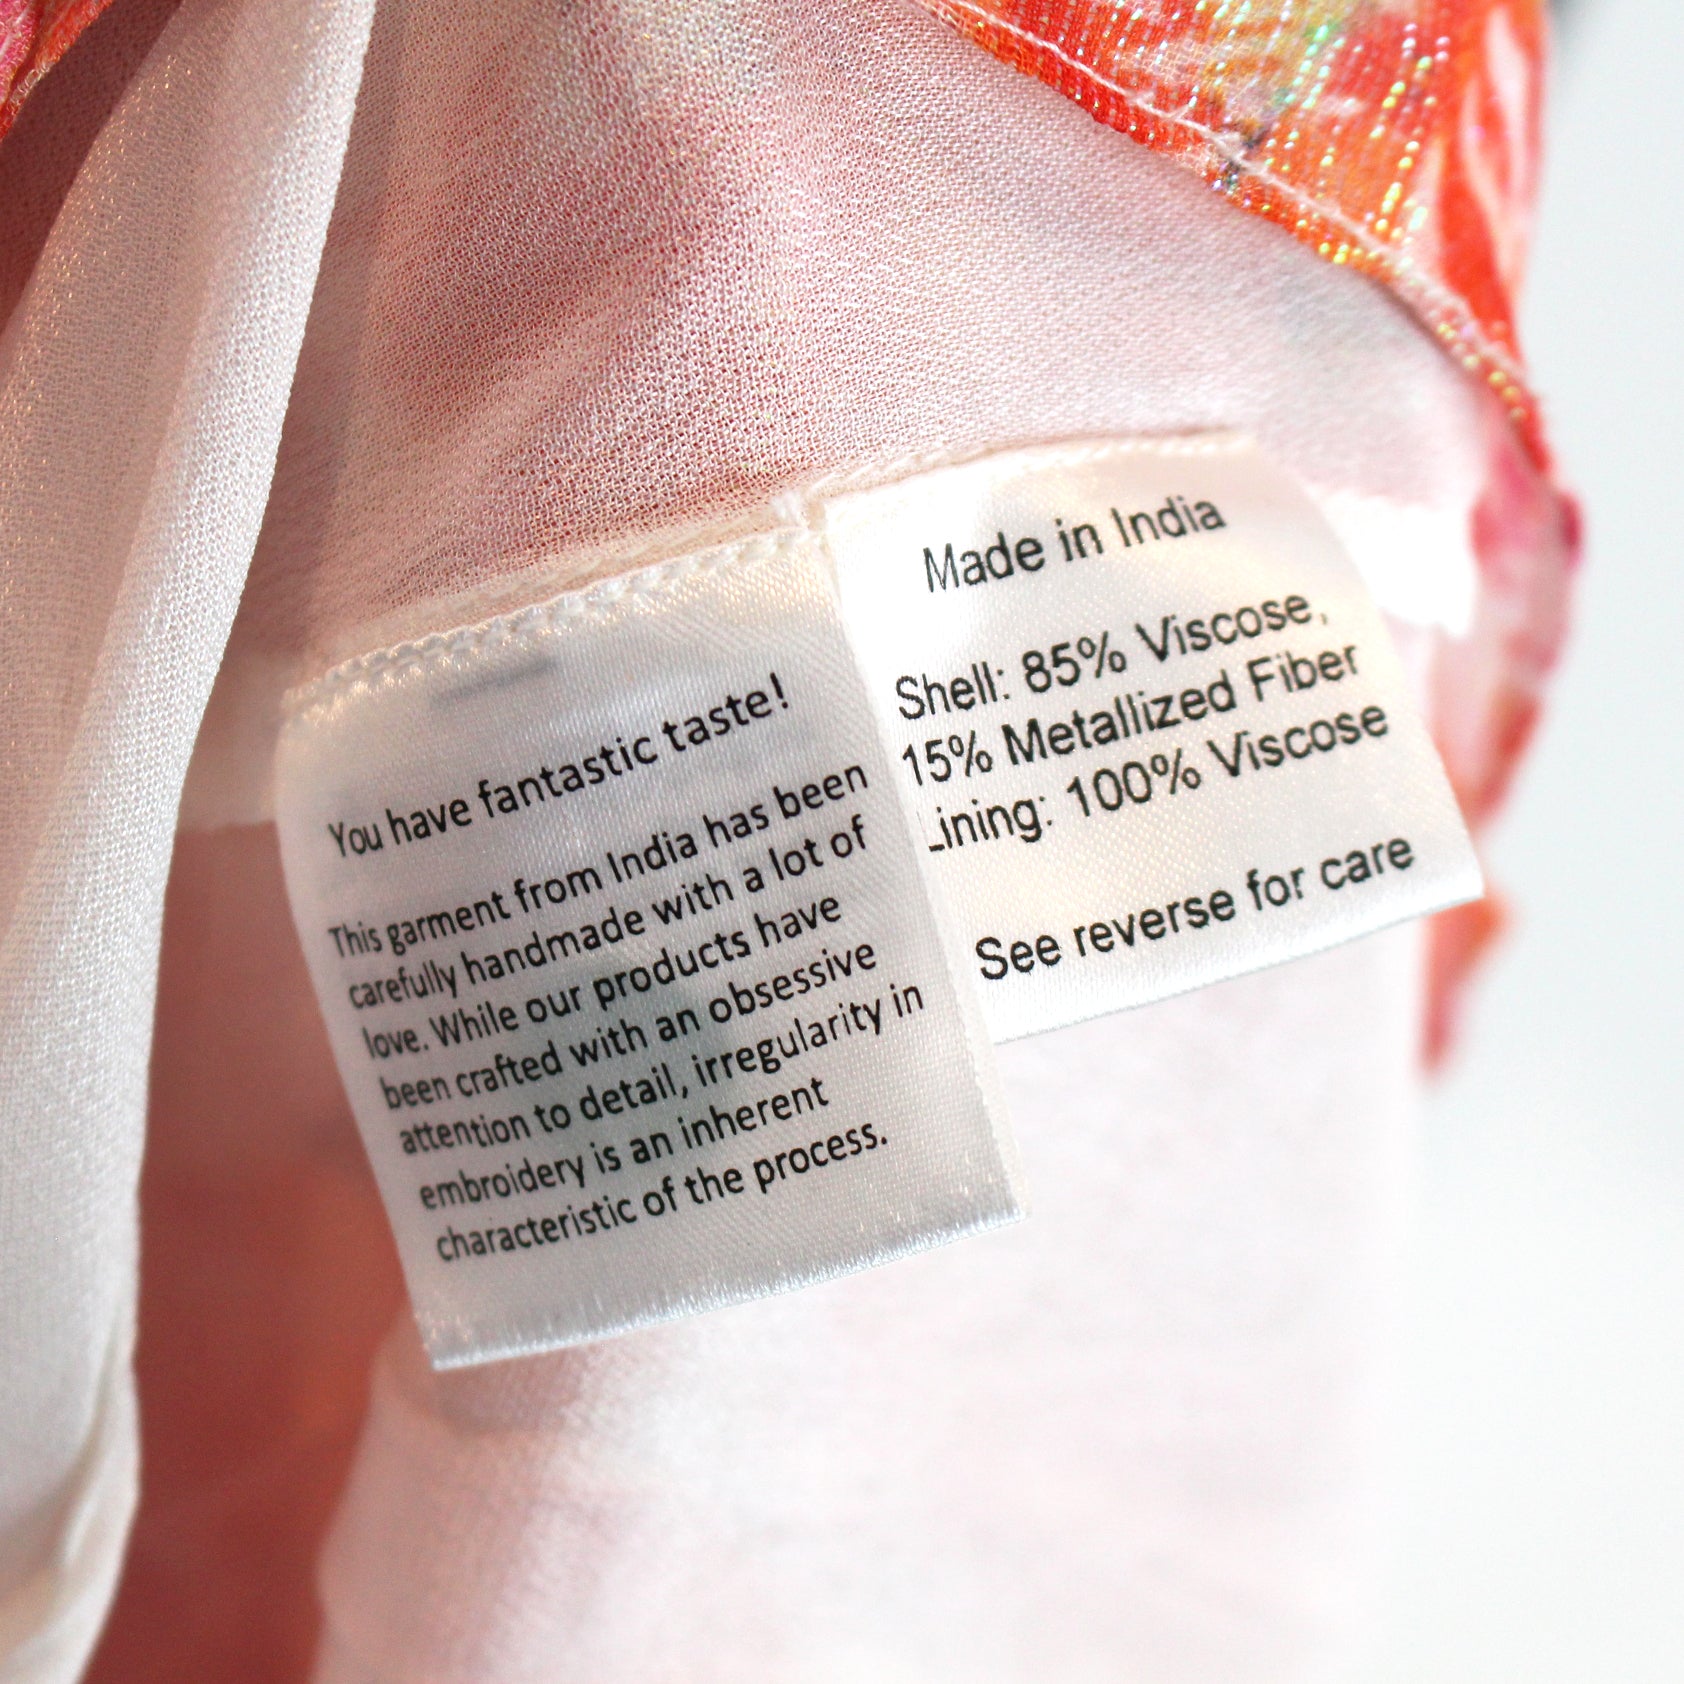 You have fantastic taste!
This garment from India has been
carefully handmade with a lot of
love. While our products have
been crafted with an obsessive
attention to detail, irregularity in
embroidery is an inherent
characteristic of the process.
Made in India
Shell: 85% Viscose,
15% Metallized Fiber
Lining: 100% Viscose
See reverse for care